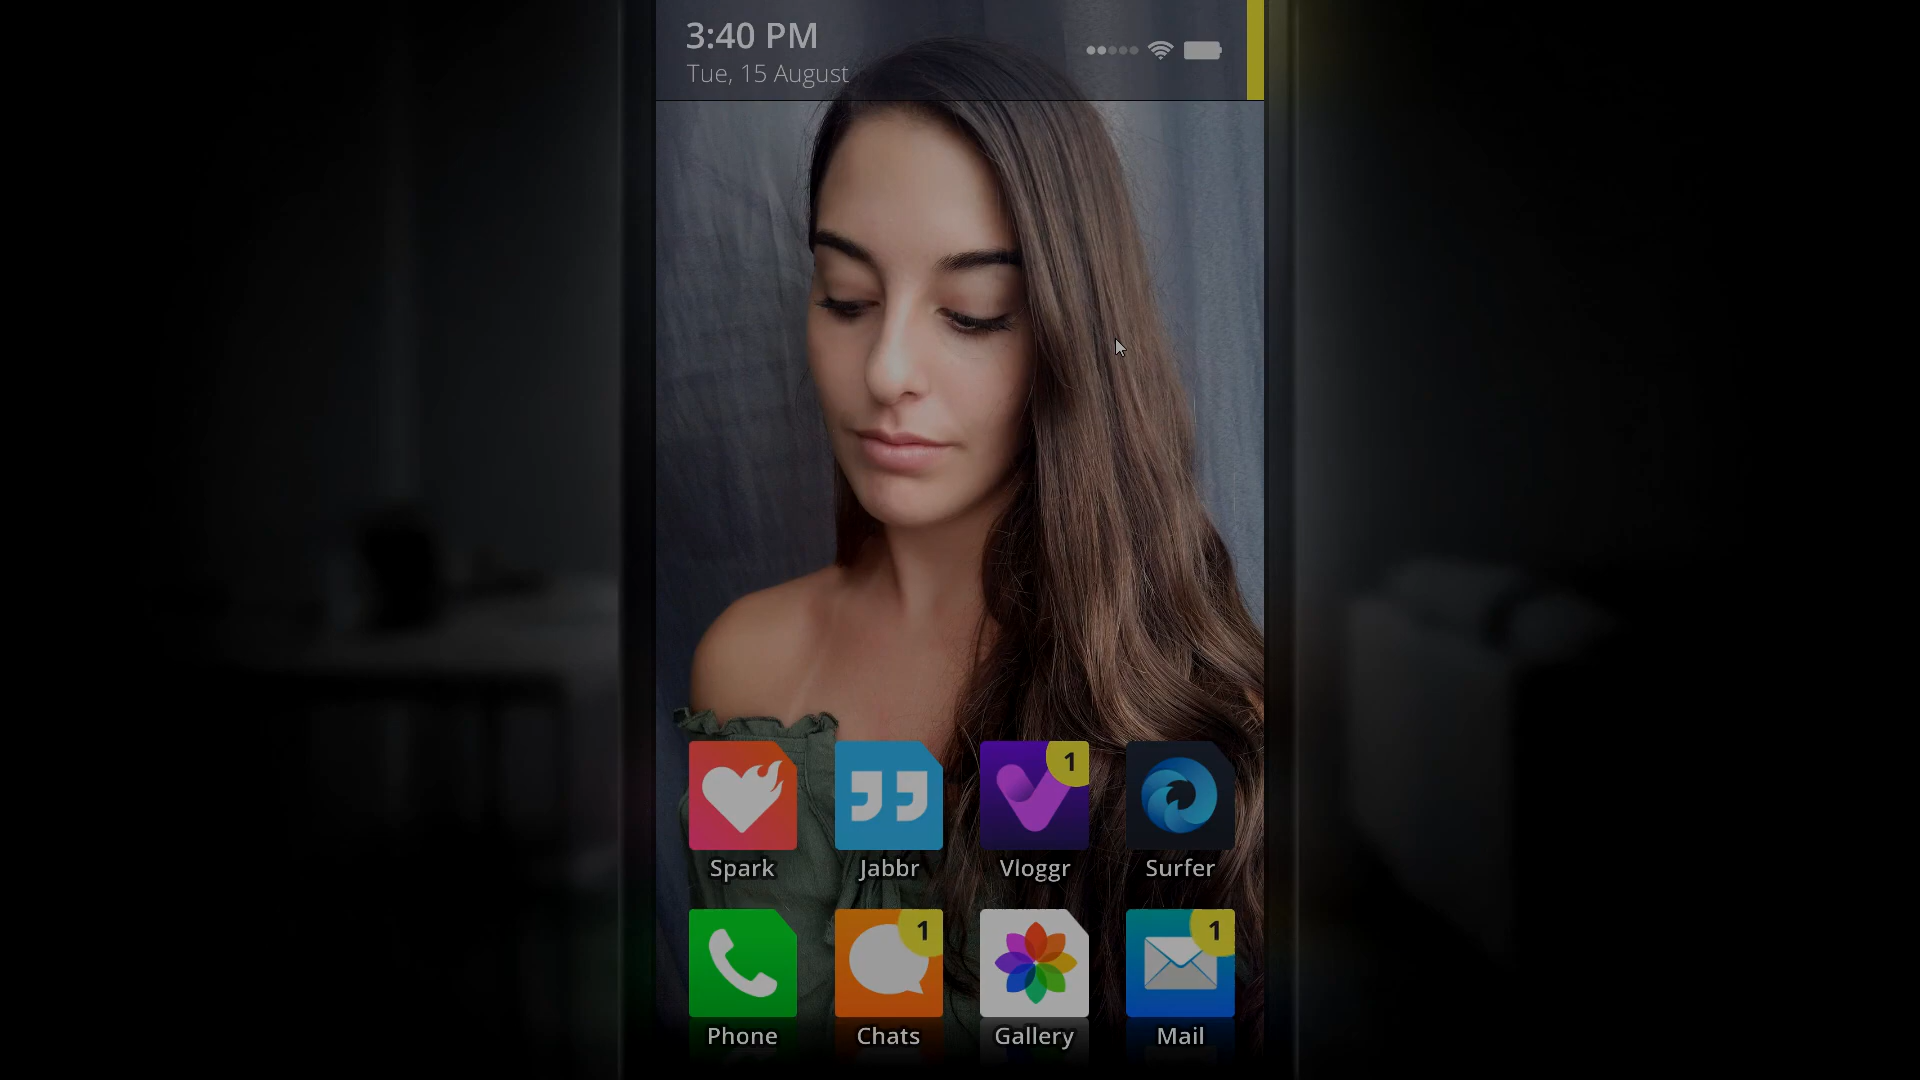 3:40 PM
Tue, 15 August
1
Spark
Jabbr
Vloggr
Surfer
1
1
Phone
Chats
Gallery
Mail